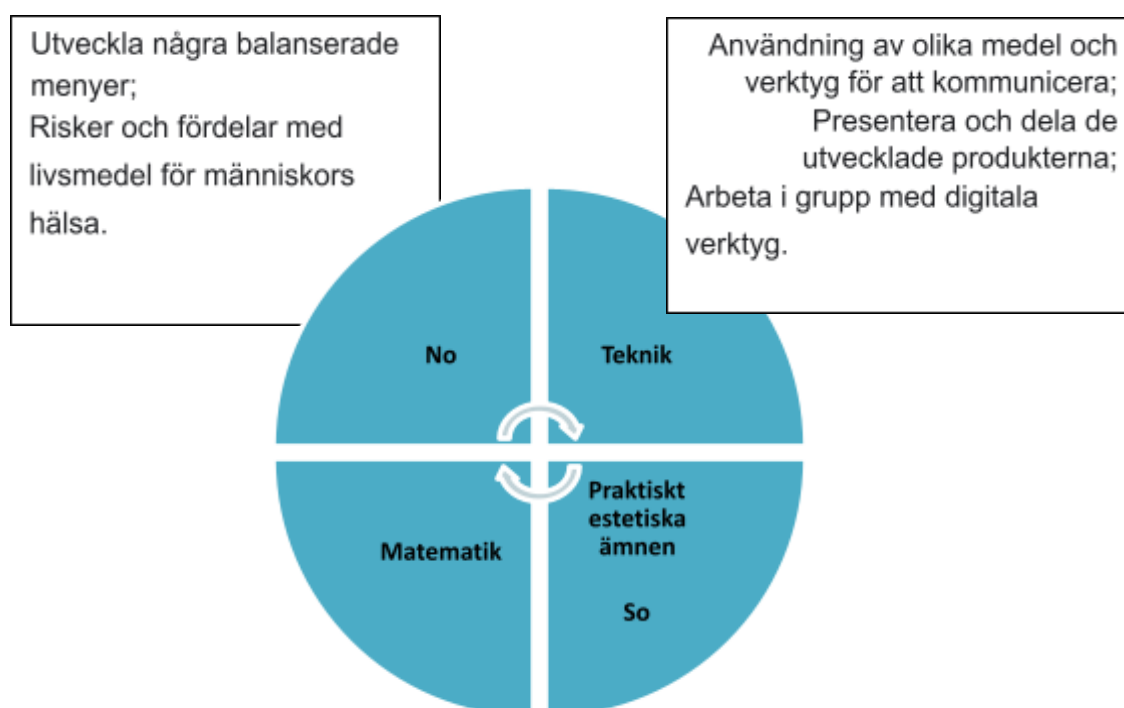 Utveckla några balanserade
menyer;
Risker och fördelar med
livsmedel för människors
hälsa.
Användning av olika medel och
verktyg för att kommunicera;
Presentera och dela de
utvecklade produkterna;
Arbeta i grupp med digitala
verktyg.
No
Teknik
Matematik
Praktiskt
estetiska
ämnen
So